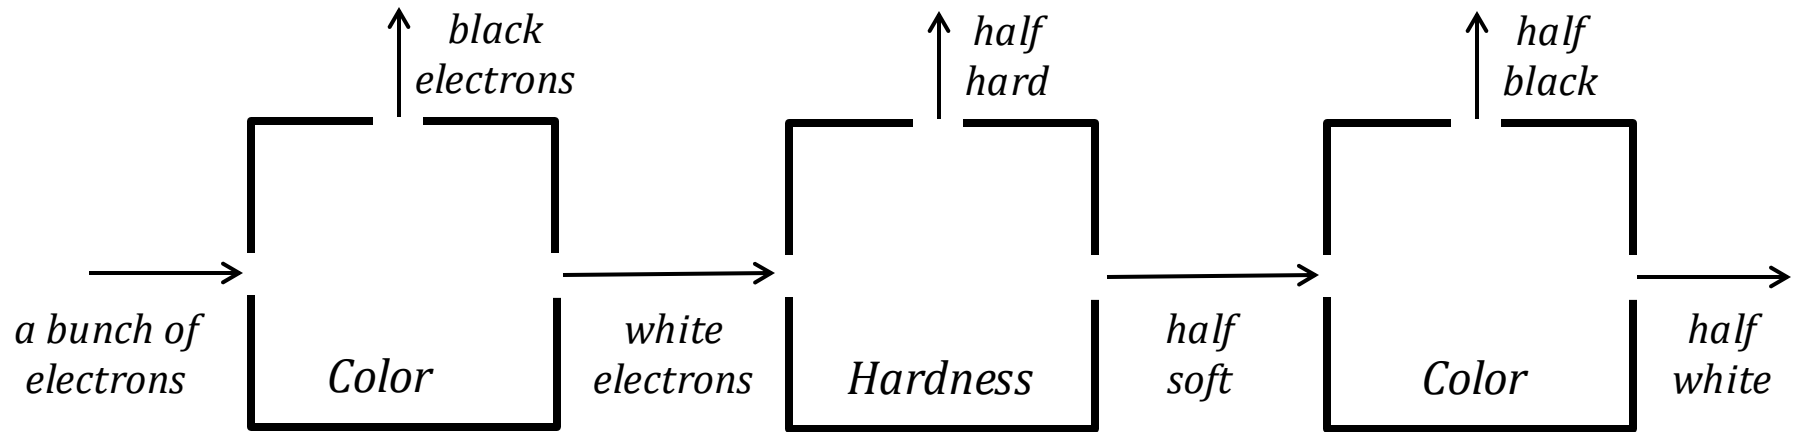 black
electrons
half
hard
half
black
a bunch of
electrons
Color
white
electrons
Hardness
half
soft
Color
half
white